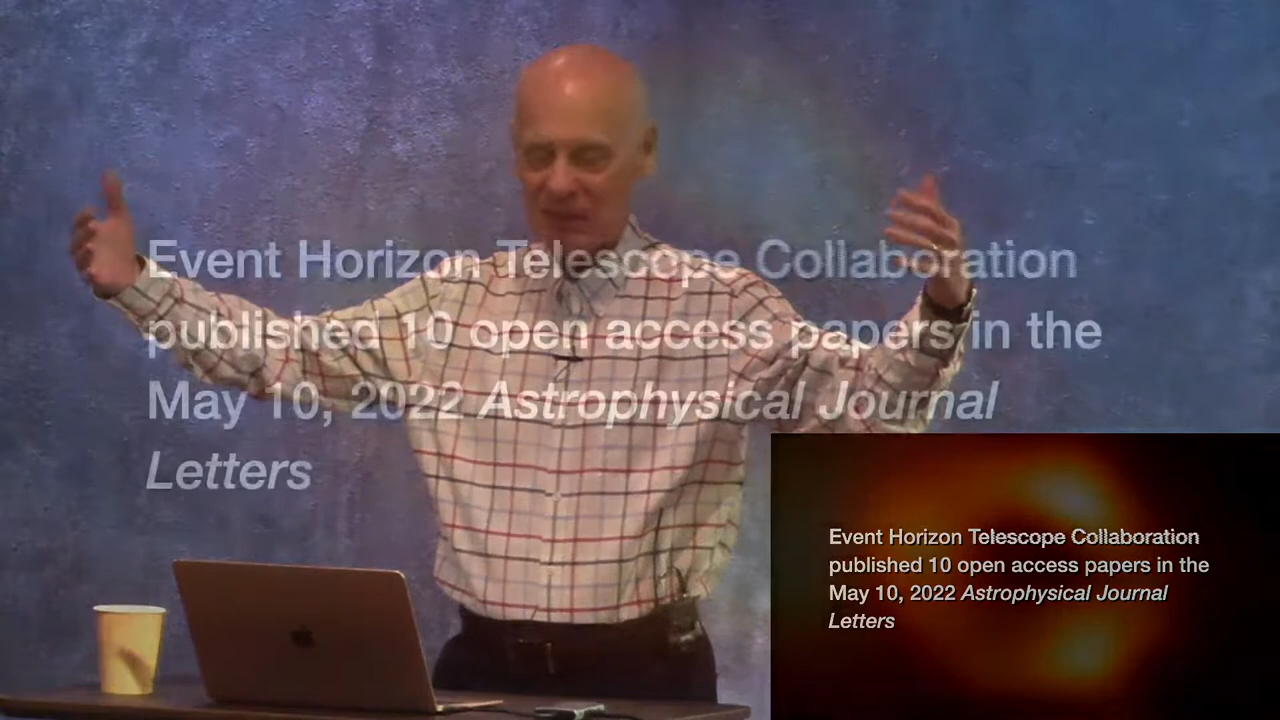 Event Horizon Telescope Collaboration
published 10 open access papers in the
May 10, 2022 Astrophysical Journal
Letters
Event Horizon Telescope Collaboration
published 10 open access papers in the
May 10, 2022 Astrophysical Journal
Letters